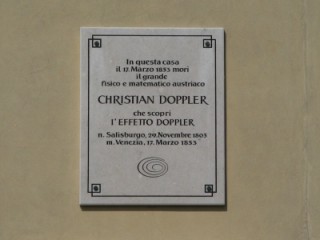 In questa casa
il 17 Marzo 1853 morì
il grande
fisico e matematico austriaco
CHRISTIAN DOPPLER
che scoprì
l'EFFETTO DOPPLER
n. Salisburgo, 29. Novembre 1803
m. Venezia, 17. Marzo 1853